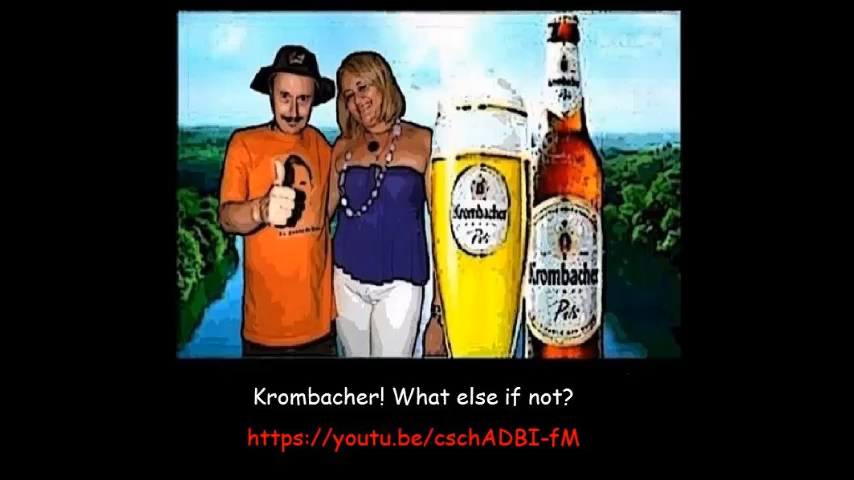 Krombacher
Pils
Krombacher
Pils
Krombacher! What else if not?
https://youtu.be/cschADBI-fM